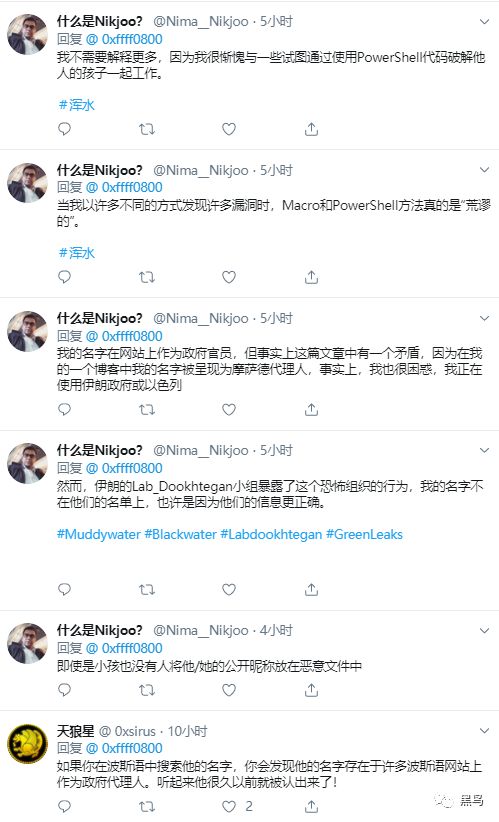 什么是Nikjoo? @Nima__Nikjoo · 5小时
回复 @ 0xffff0800
我不需要解释更多，因为我很惭愧与一些试图通过使用PowerShell代码破解他
人的孩子一起工作。
＃浑水
什么是Nikjoo? @Nima__Nikjoo · 5小时
回复 @ 0xffff0800
当我以许多不同的方式发现许多漏洞时，Macro和PowerShell方法真的是“荒谬
的”。
＃浑水
什么是Nikjoo? @Nima__Nikjoo · 5小时
回复 @ 0xffff0800
我的名字在网站上作为政府官员，但事实上这篇文章中有一个矛盾，因为在我
的一个博客中我的名字被呈现为摩萨德代理人，事实上，我也很困惑，我正在
使用伊朗政府或以色列
什么是Nikjoo? @Nima__Nikjoo · 5小时
回复 @ 0xffff0800
然而，伊朗的Lab_Dookhtegan小组暴露了这个恐怖组织的行为，我的名字不
在他们的名单上，也许是因为他们的信息更正确。
#Muddywater #Blackwater #Labdookhtegan #GreenLeaks
什么是Nikjoo? @Nima__Nikjoo · 4小时
回复 @ 0xffff0800
即使是小孩也没有人将他/她的公开昵称放在恶意文件中
天狼星 @ 0xsirus · 10小时
回复 @ 0xffff0800
如果你在波斯语中搜索他的名字，你会发现他的名字存在于许多波斯语网站上
作为政府代理人。听起来他很久以前就被认出来了！
2
黑鸟